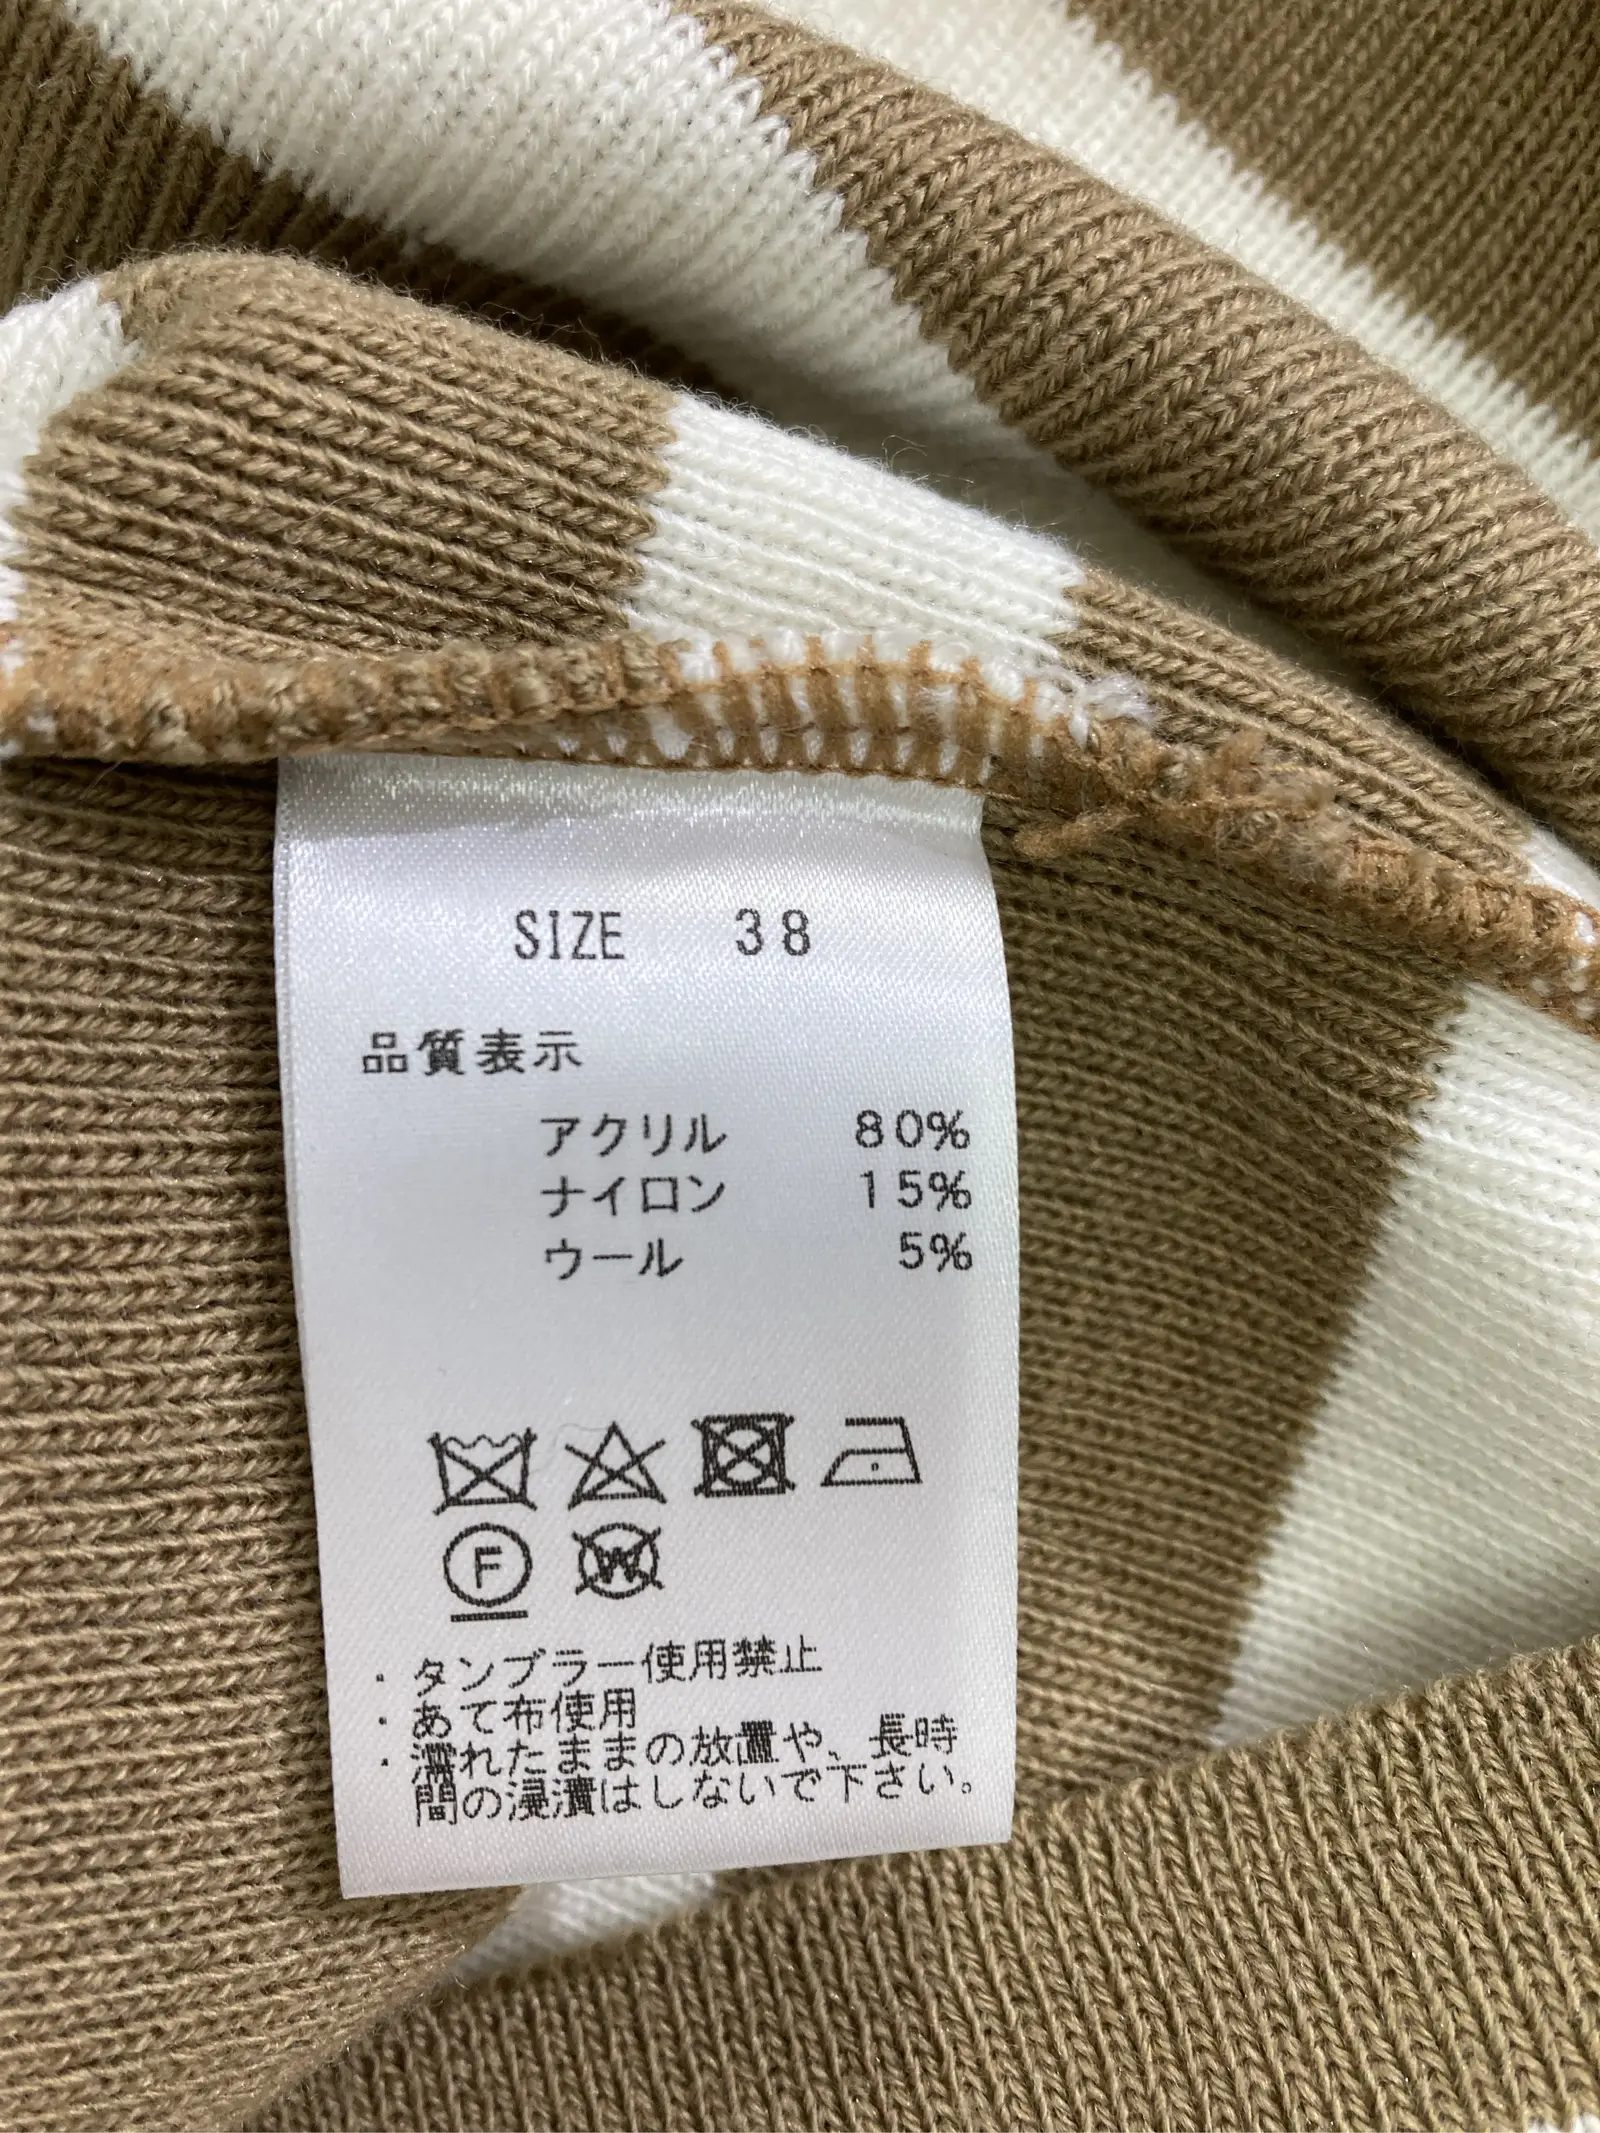 SIZE 38
品質表示
アクリル 80%
ナイロン 15%
ウール 5%
F
W
・タンブラー使用禁止
・あて布使用
・濡れたままの放置や、長時
間の浸漬はしないで下さい。